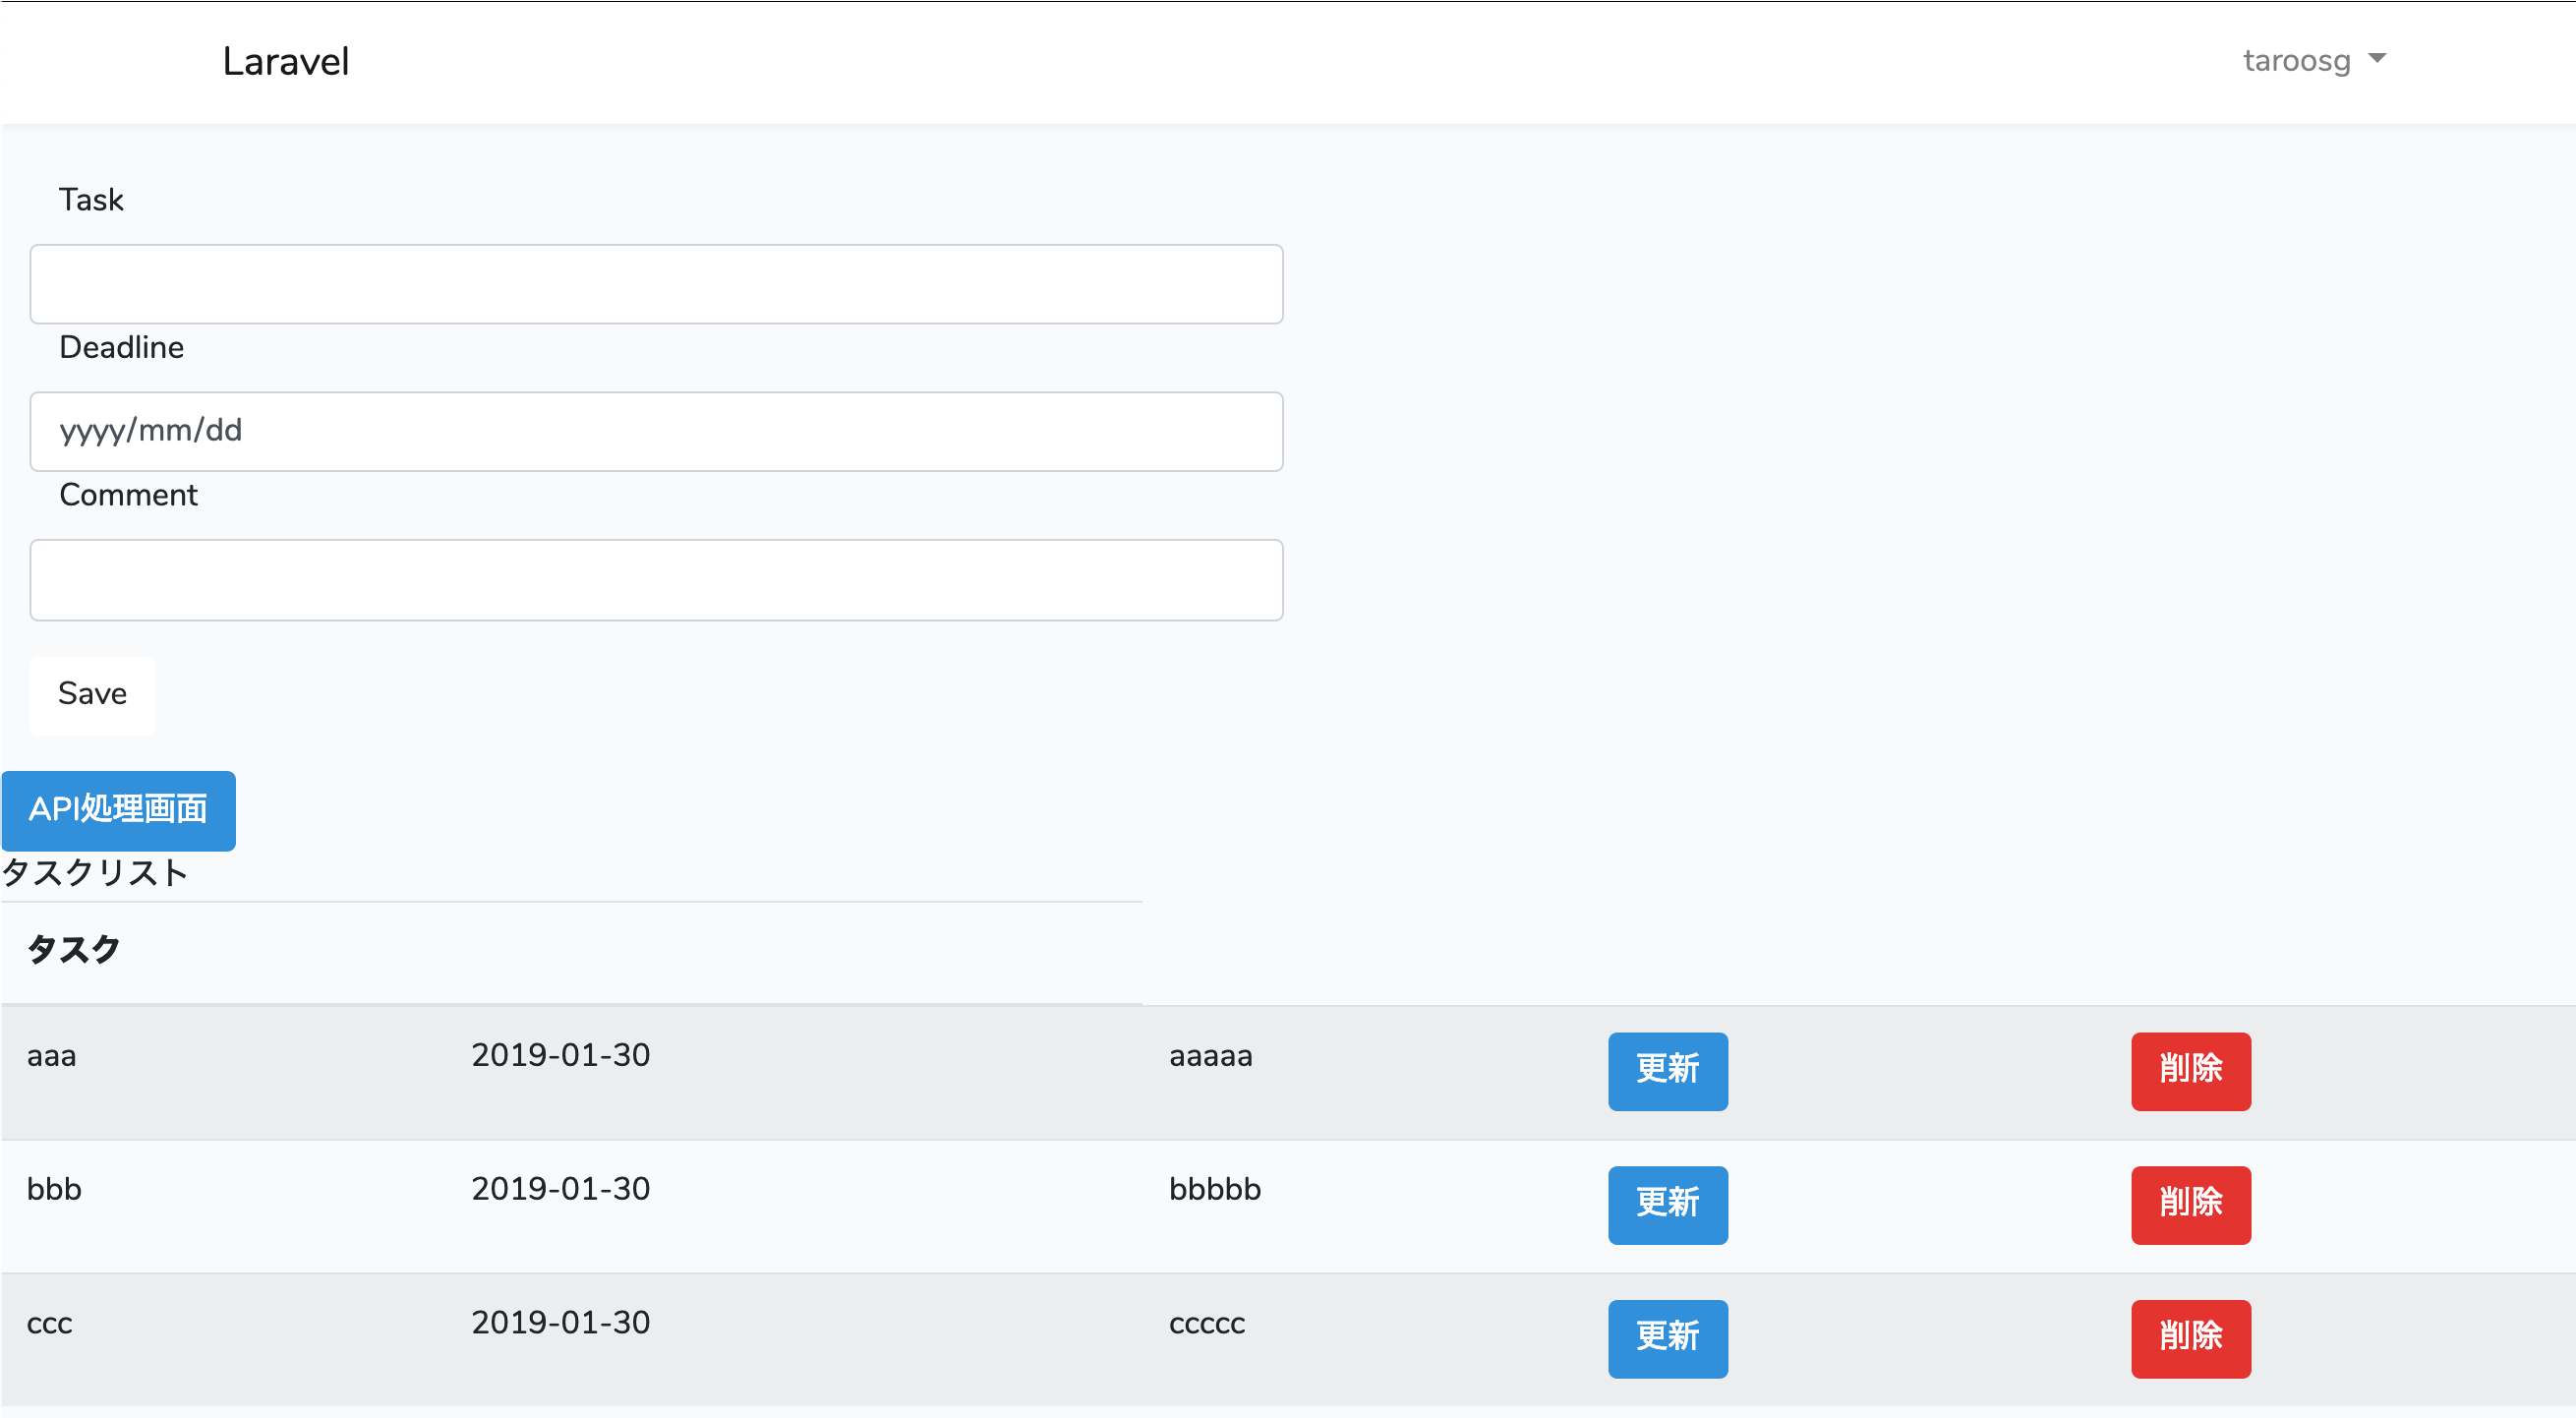 Laravel taroosg
Task
Deadline
yyyy/mm/dd
Comment
Save
API処理画面
タスクリスト
タスク
aaa 2019-01-30 aaaaa 更新 削除
bbb 2019-01-30 bbbbb 更新 削除
ccc 2019-01-30 ccccc 更新 削除